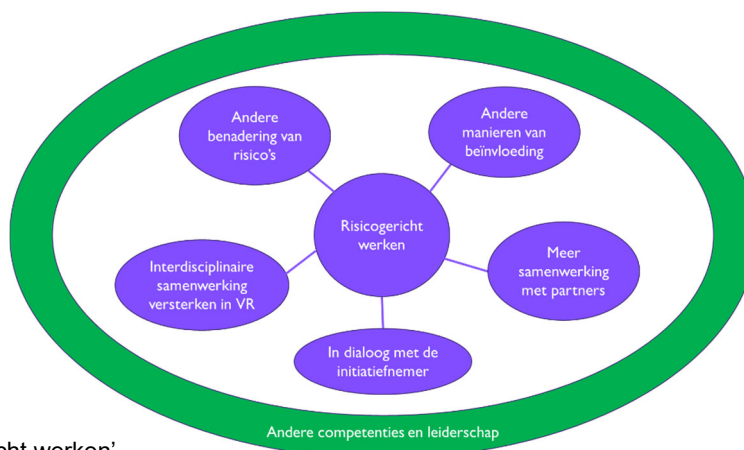 Andere
benadering van
risico's
Andere
manieren van
beïnvloeding
Risicogericht
werken
Interdisciplinaire
samenwerking
versterken in VR
Meer
samenwerking
met partners
In dialoog met de
initiatiefnemer
Andere competenties en leiderschap
werken’